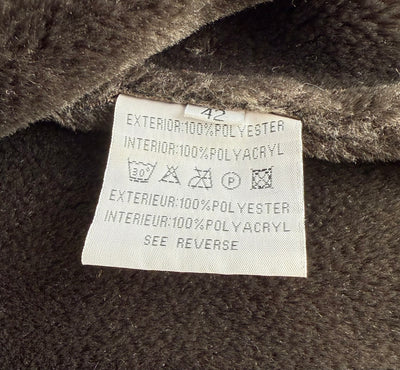 42
EXTERIOR:100%POLYESTER
INTERIOR:100%POLYACRYL
30° P
EXTERIEUR:100%POLYESTER
INTERIEUR:100%POLYACRYL
SEE REVERSE